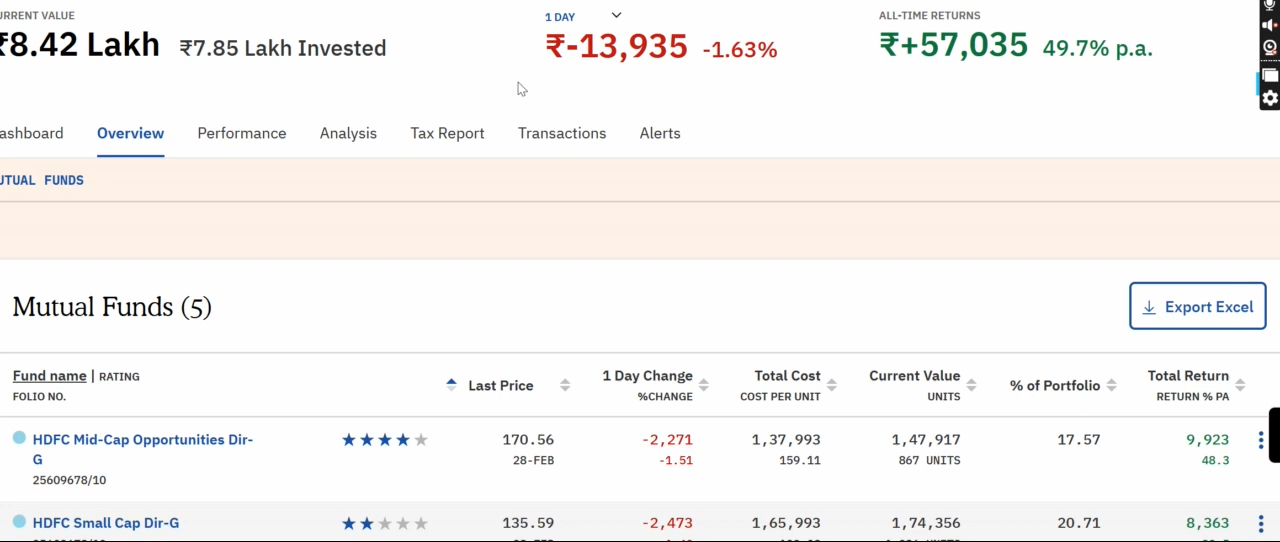 URRENT VALUE
₹8.42 Lakh ₹7.85 Lakh Invested
1 DAY
₹-13,935 -1.63%
ALL-TIME RETURNS
₹+57,035 49.7% p.a.
ashboard Overview Performance Analysis Tax Report Transactions Alerts
UTUAL FUNDS
Mutual Funds (5)
Export Excel
Fund name | RATING
FOLIO NO.
Last Price
1 Day Change
%CHANGE
Total Cost
COST PER UNIT
Current Value
UNITS
% of Portfolio
Total Return
RETURN % PA
HDFC Mid-Cap Opportunities Dir-
G
25609678/10
170.56
28-FEB
-2,271
-1.51
1,37,993
159.11
1,47,917
867 UNITS
17.57
9,923
48.3
HDFC Small Cap Dir-G
135.59
-2,473
1,65,993
1,74,356
20.71
8,363